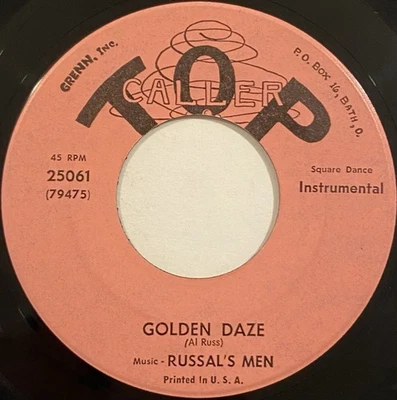 GRENN, INC.
P.O. BOX 16, BATH, O.
TOP
CALLER
45 RPM
25061
(79475)
Square Dance
Instrumental
GOLDEN DAZE
(Al Russ)
Music - RUSSAL'S MEN
Printed In U. S. A.